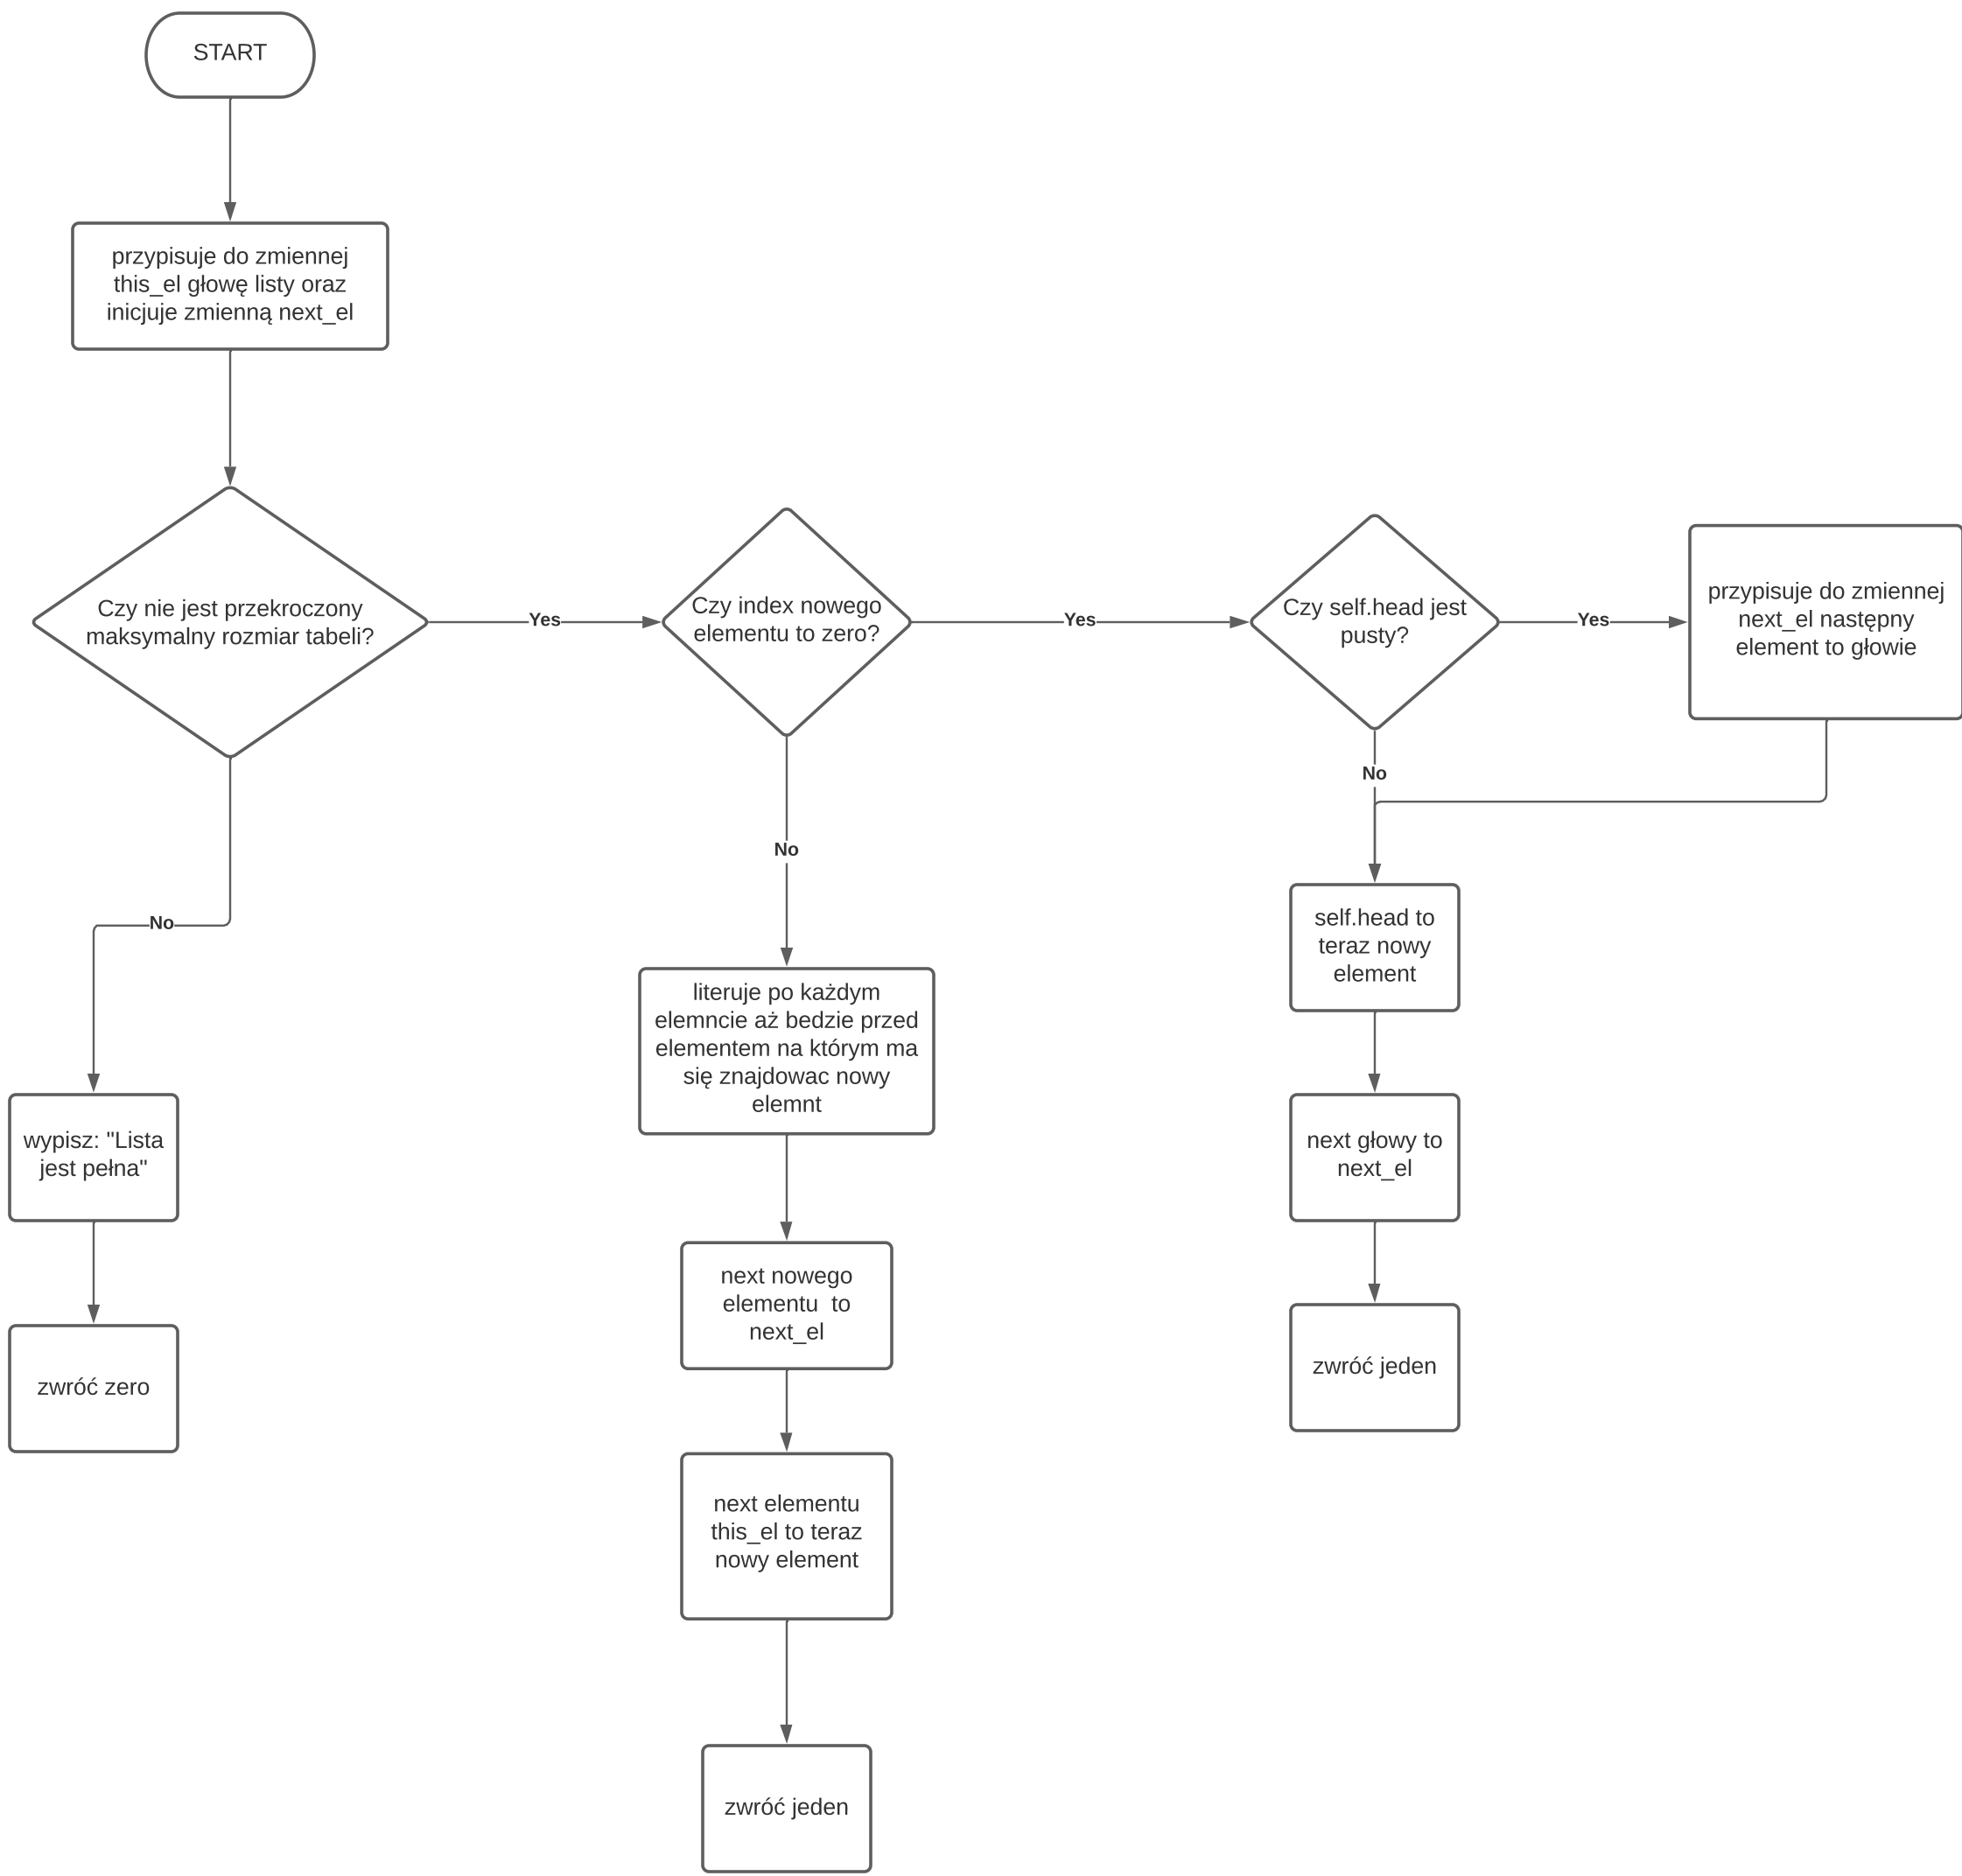 START
przypisuje do zmiennej
this_el głowę listy oraz
inicjuje zmienną next_el
Czy nie jest przekroczony
maksymalny rozmiar tabeli?
Yes
Czy index nowego
elementu to zero?
Yes
Czy self.head jest
pusty?
Yes
przypisuje do zmiennej
next_el następny
element to głowie
No
No
No
self.head to
teraz nowy
element
literuje po każdym
elemncie aż bedzie przed
elementem na którym ma
się znajdowac nowy
elemnt
wypisz: "Lista
jest pełna"
next głowy to
next_el
next nowego
elementu  to
next_el
zwróć zero
zwróć jeden
next elementu
this_el to teraz
nowy element
zwróć jeden